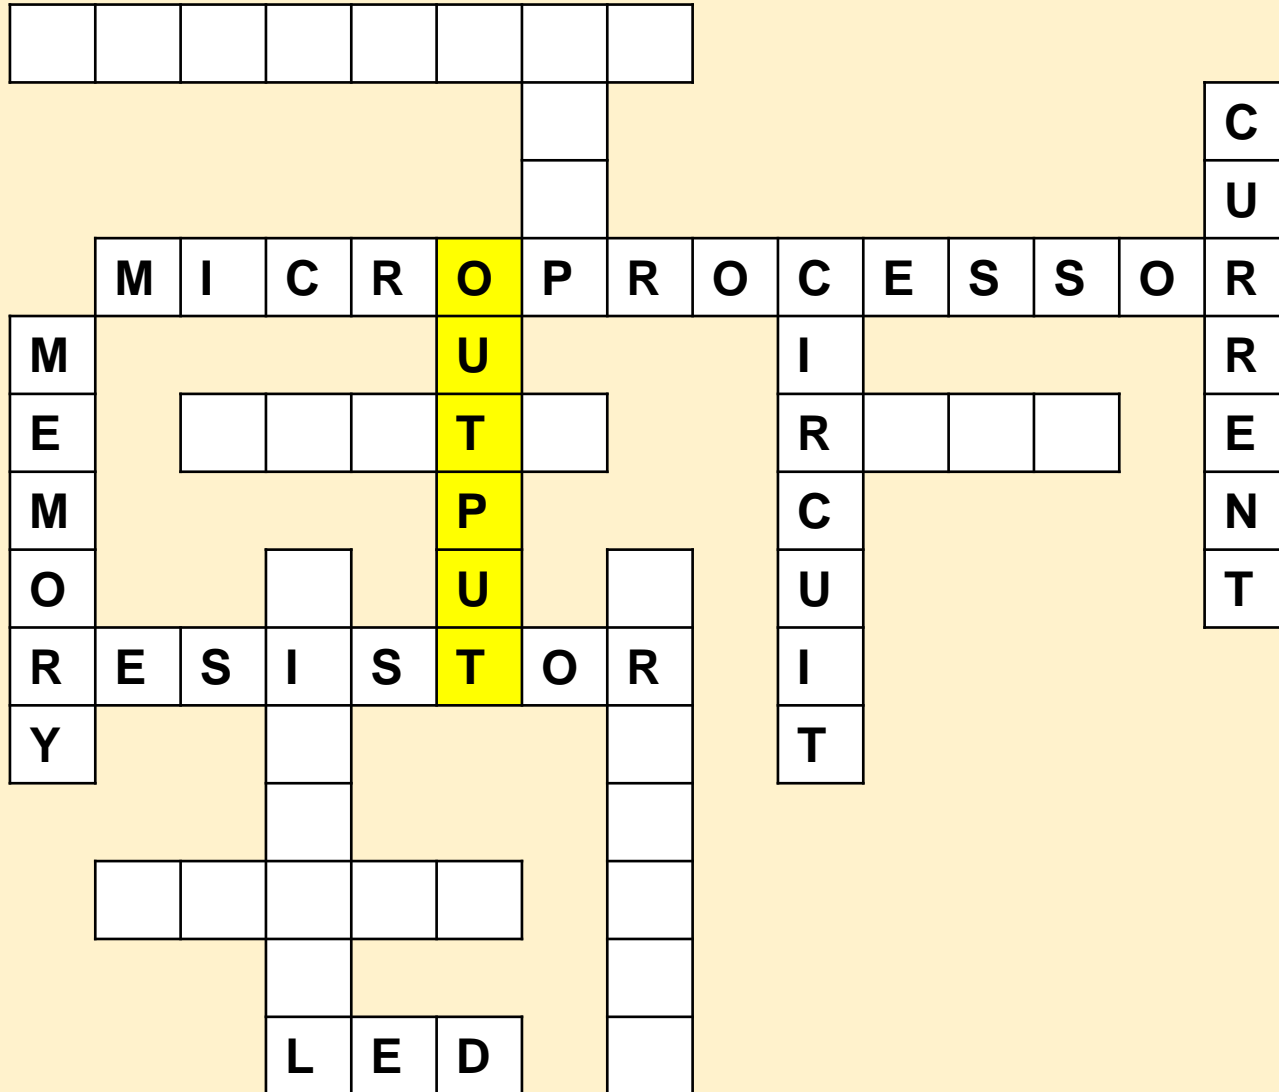 CURRENT
MICROPROCESSOR
MEMORY
OUTPUT
CIRCUIT
RESISTOR
LED